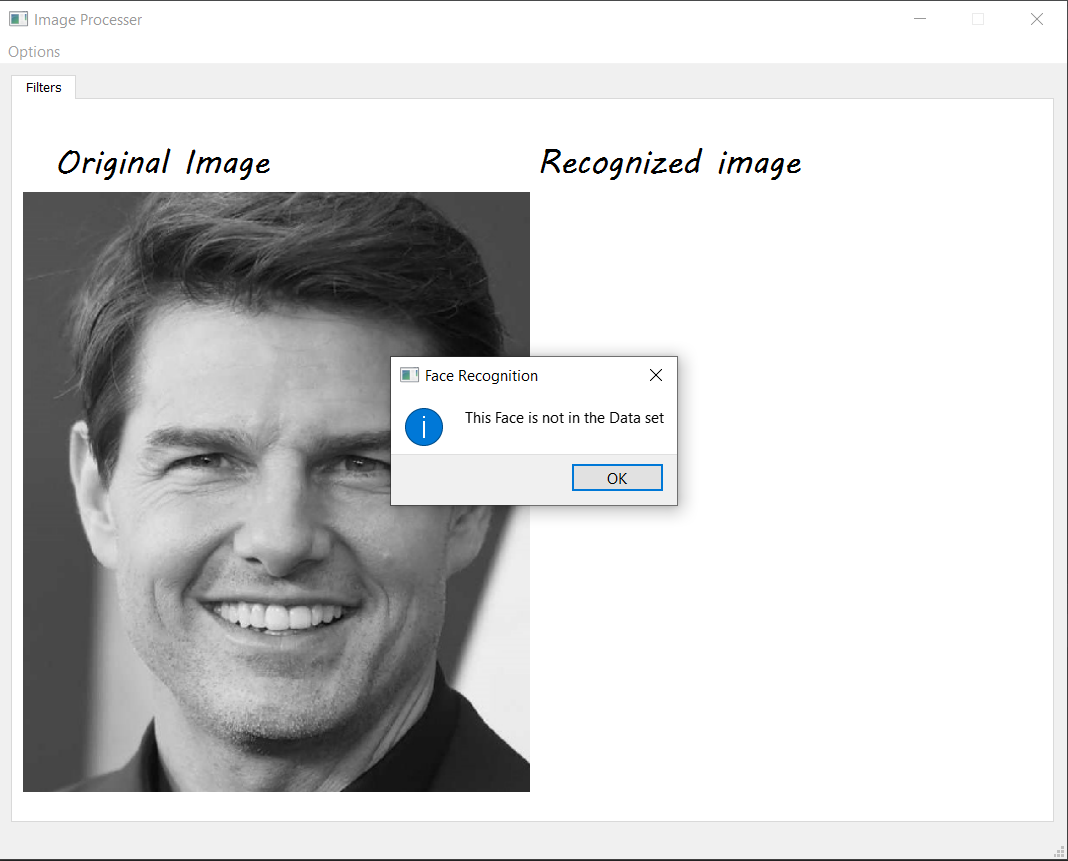 Image Processer
Options
Filters
Original Image
Recognized image
Face Recognition
This Face is not in the Data set
OK